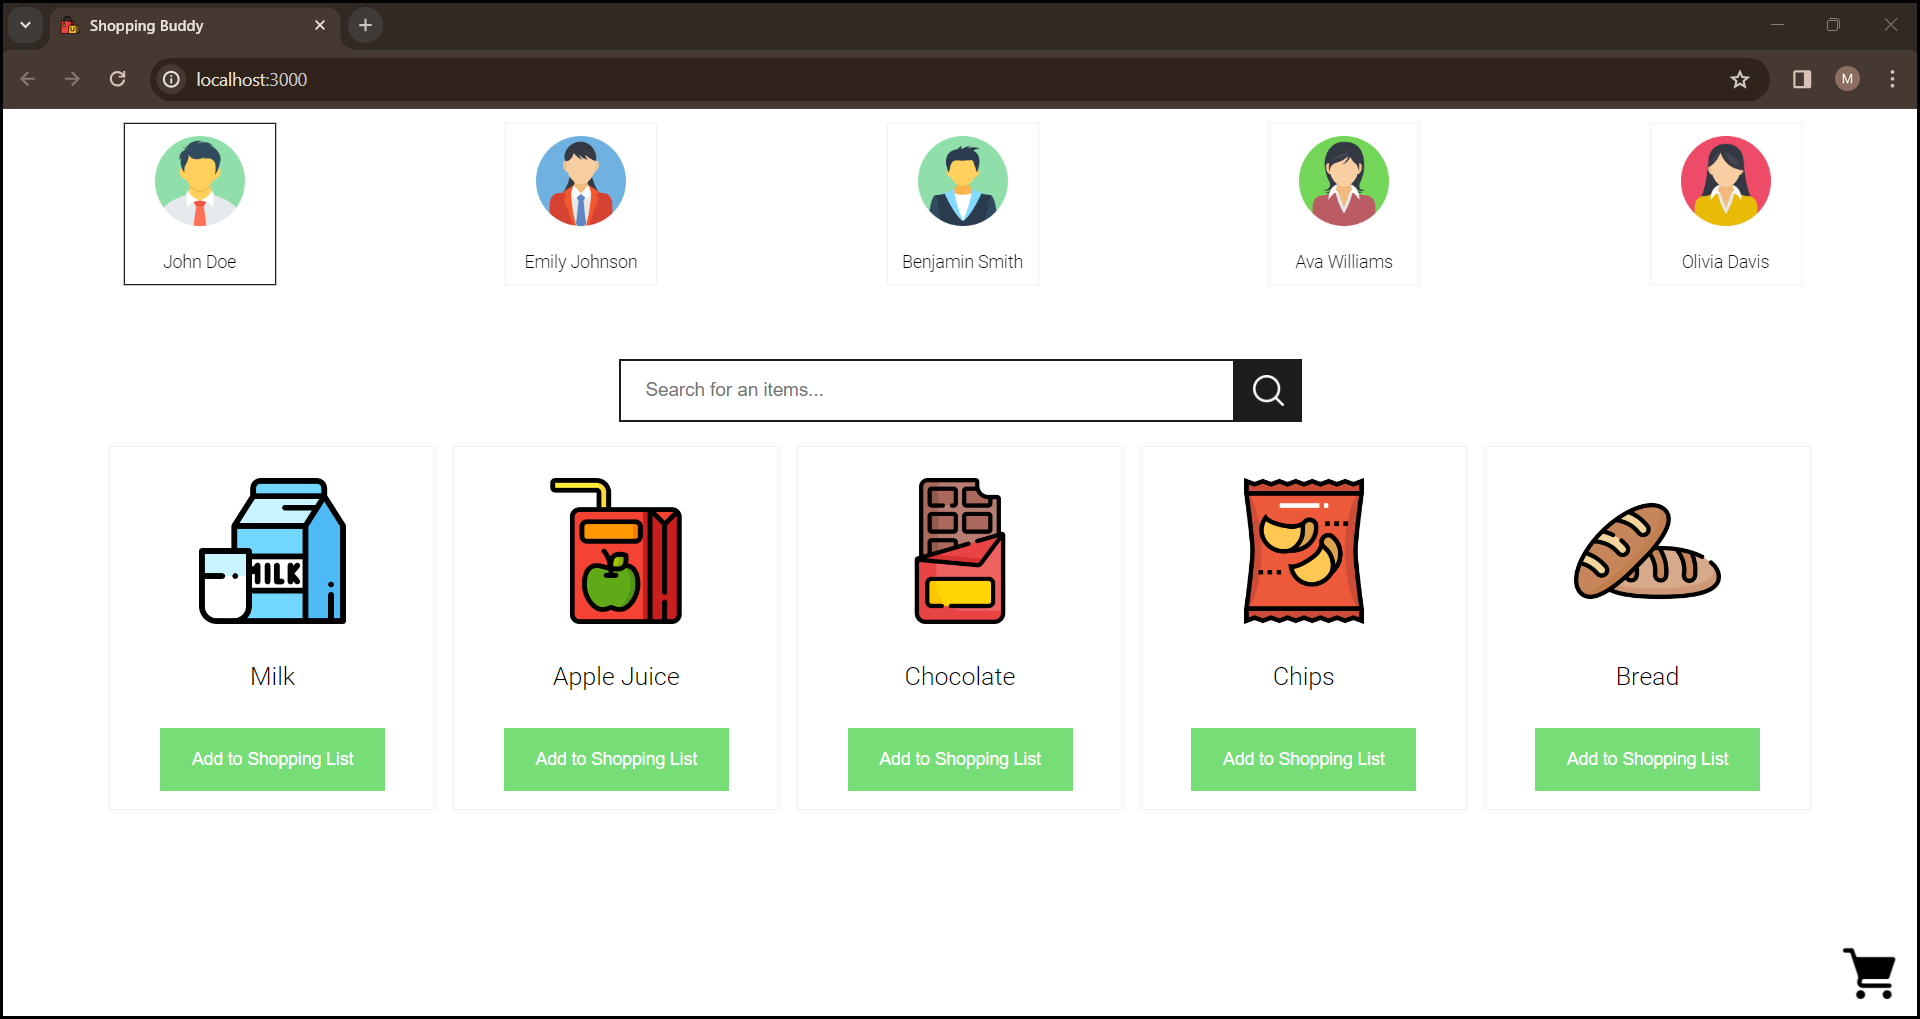 Shopping Buddy
localhost:3000
M
John Doe
Emily Johnson
Benjamin Smith
Ava Williams
Olivia Davis
Search for an items...
MILK
Milk
Apple Juice
Chocolate
Chips
Bread
Add to Shopping List
Add to Shopping List
Add to Shopping List
Add to Shopping List
Add to Shopping List